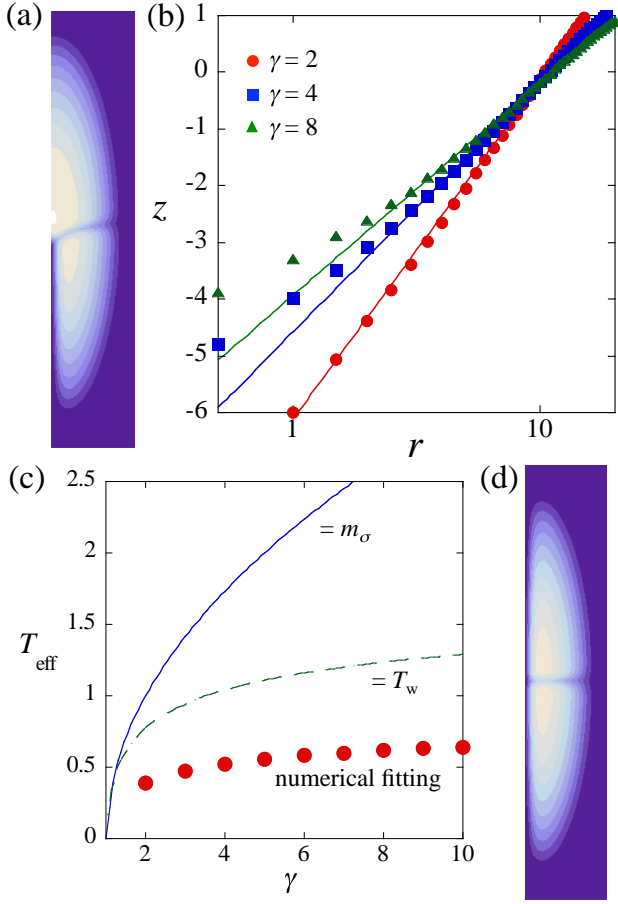 (a)
(b)
1
0
-1
-2
-3
-4
-5
-6
z
γ = 2
γ = 4
γ = 8
1
10
r
(c)
2.5
2
1.5
1
0.5
0
T_eff
= m_σ
= T_w
numerical fitting
2
4
6
8
10
γ
(d)